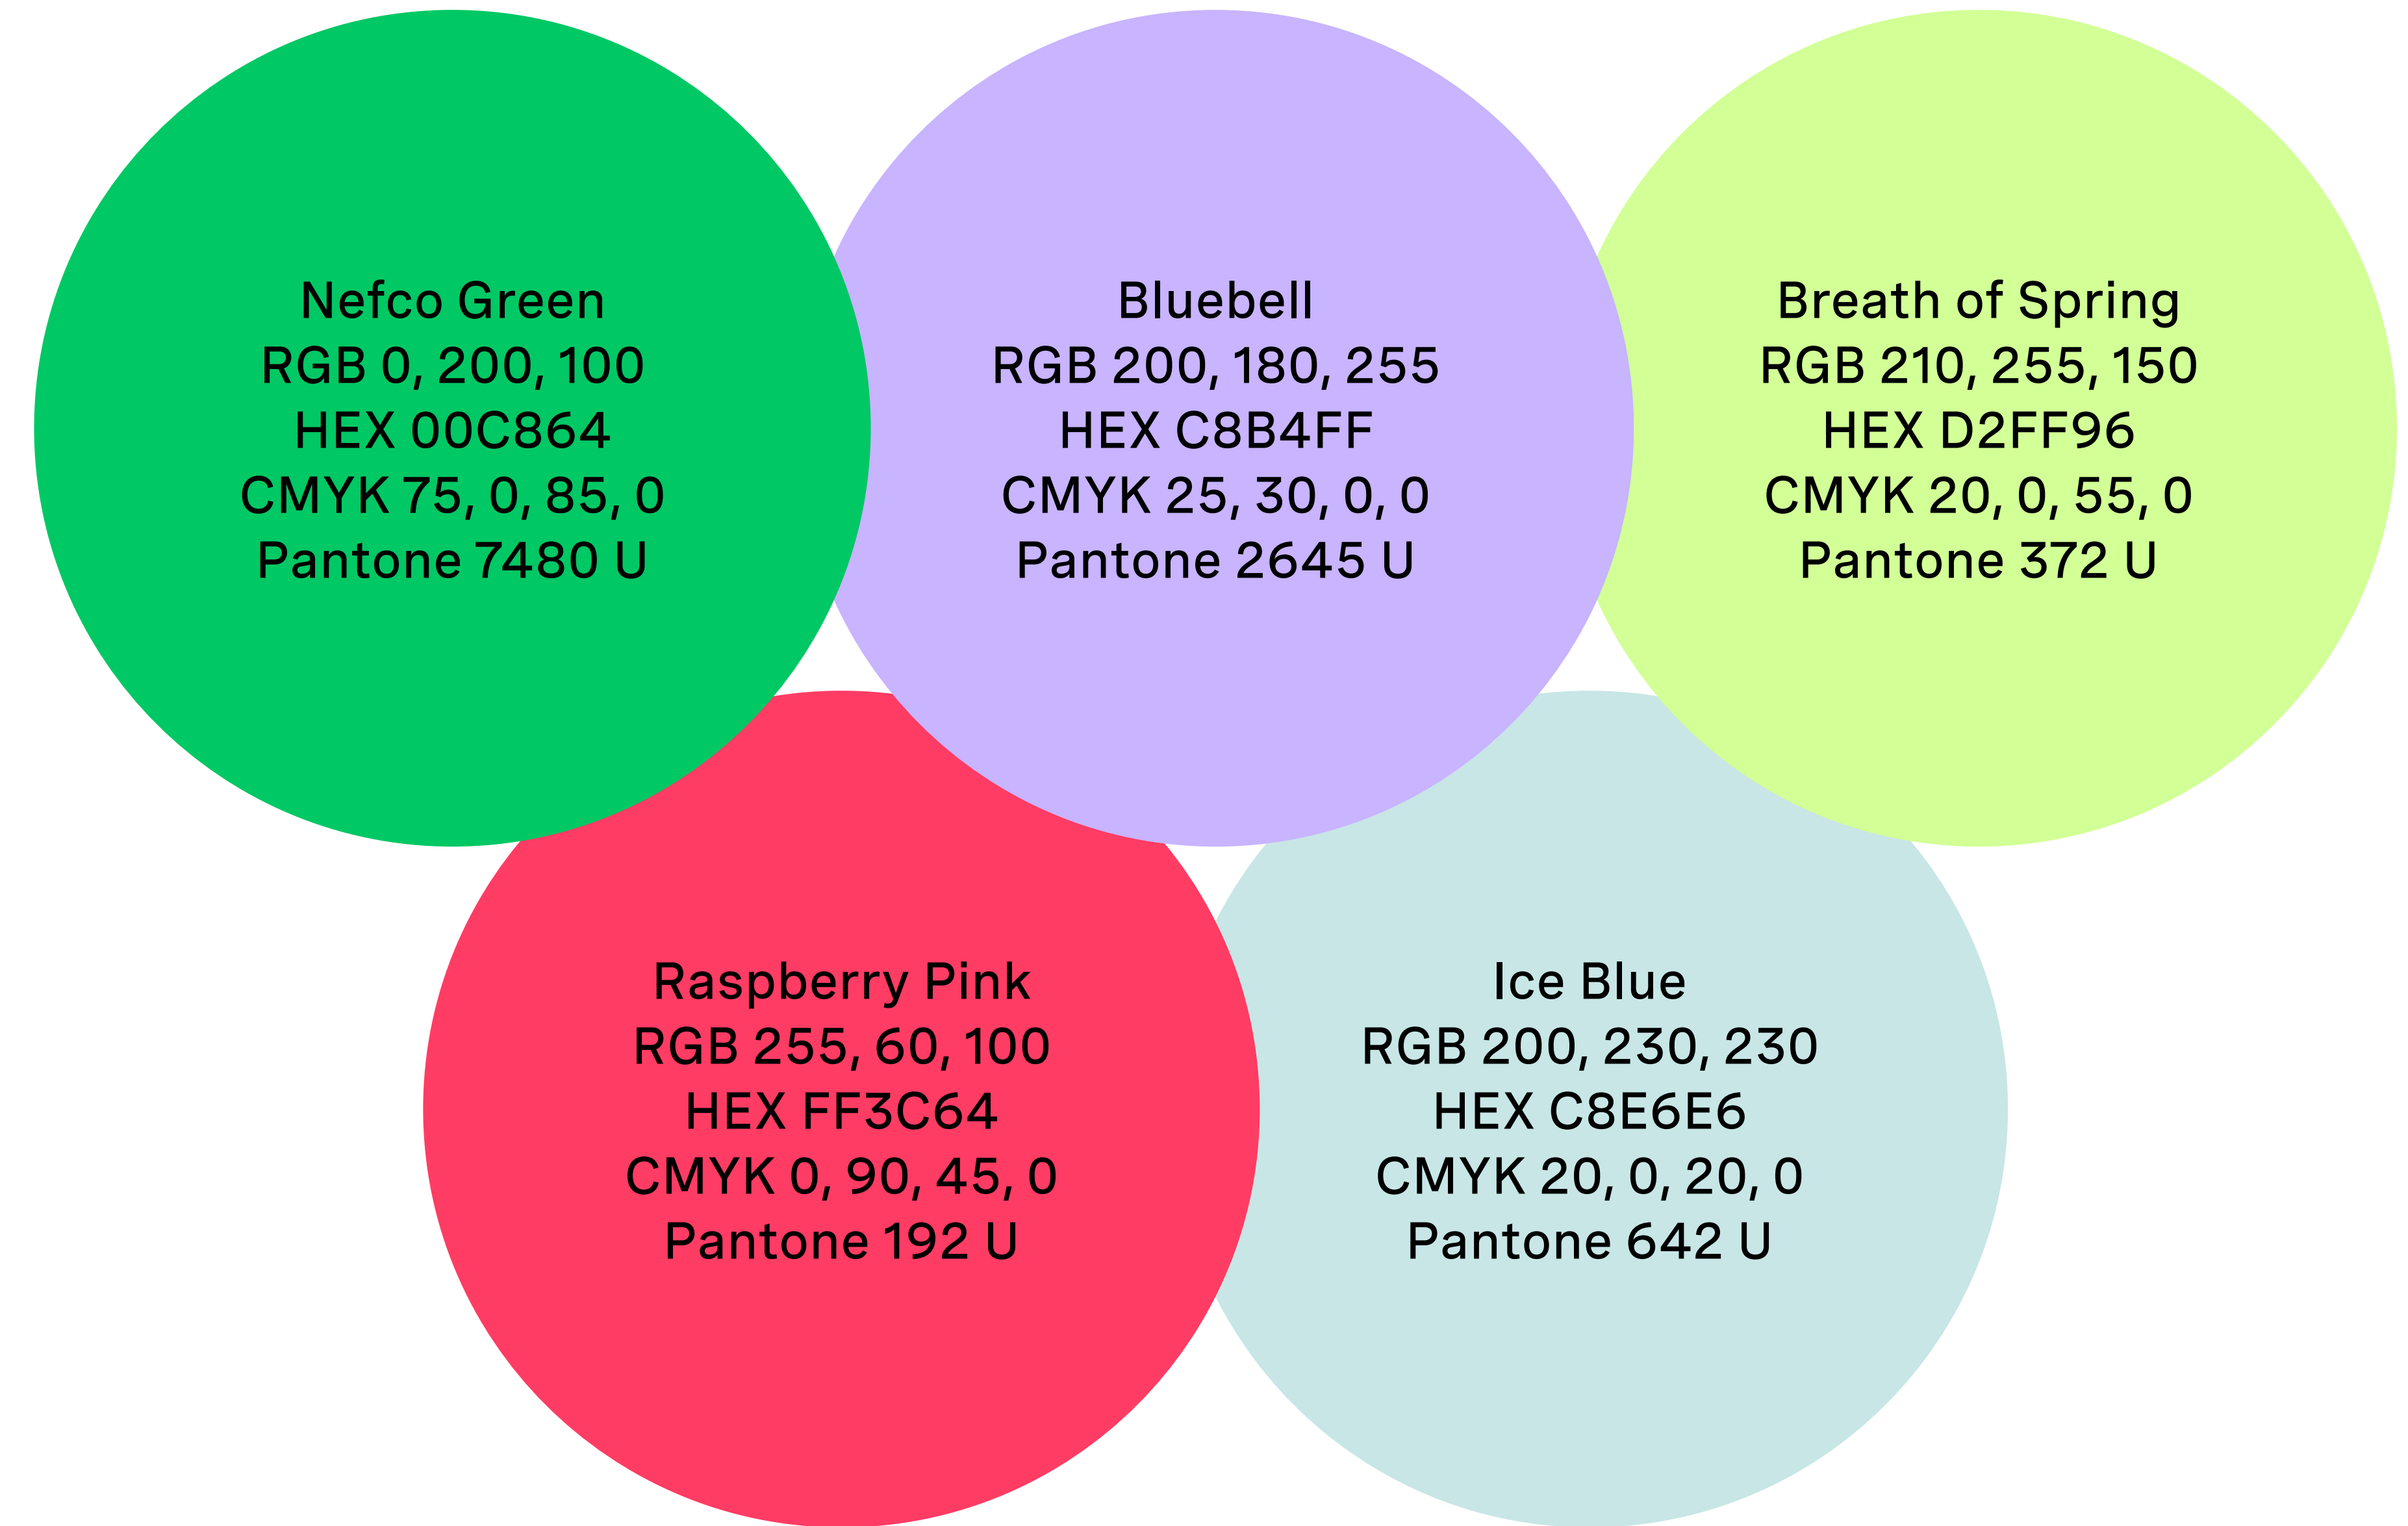 Nefco Green
RGB 0, 200, 100
HEX 00C864
CMYK 75, 0, 85, 0
Pantone 7480 U
Bluebell
RGB 200, 180, 255
HEX C8B4FF
CMYK 25, 30, 0, 0
Pantone 2645 U
Breath of Spring
RGB 210, 255, 150
HEX D2FF96
CMYK 20, 0, 55, 0
Pantone 372 U
Raspberry Pink
RGB 255, 60, 100
HEX FF3C64
CMYK 0, 90, 45, 0
Pantone 192 U
Ice Blue
RGB 200, 230, 230
HEX C8E6E6
CMYK 20, 0, 20, 0
Pantone 642 U